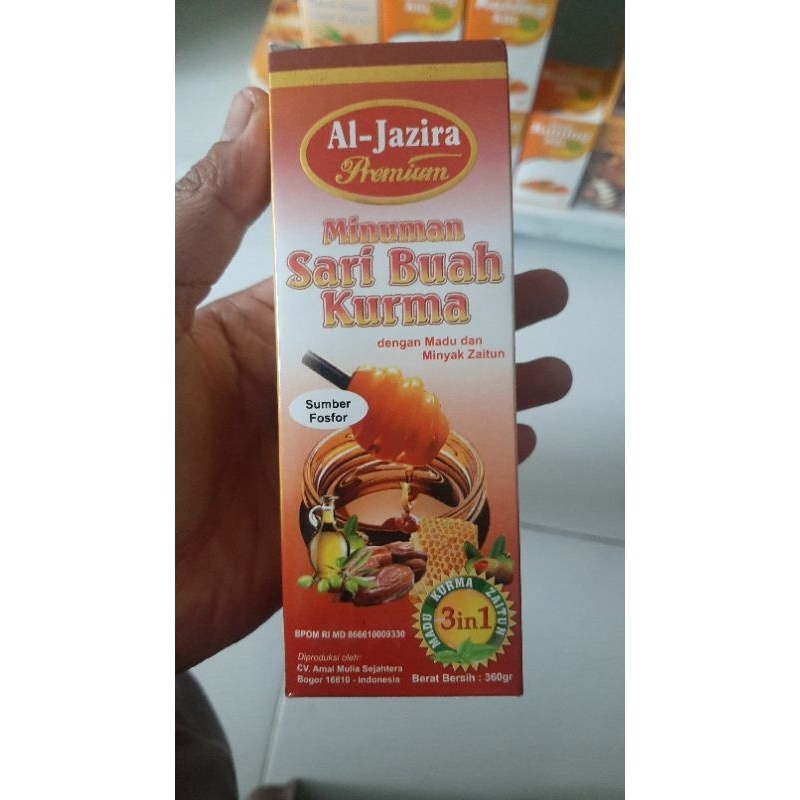 Al-Jazira
Premium
Minuman
Sari Buah
Kurma
dengan Madu dan
Minyak Zaitun
Sumber
Fosfor
MADU KURMA ZAITUN
3in1
BPOM RI MD 866610009330
Diproduksi oleh:
CV. Amal Mulia Sejahtera
Bogor 16610 - Indonesia
Berat Bersih : 360gr